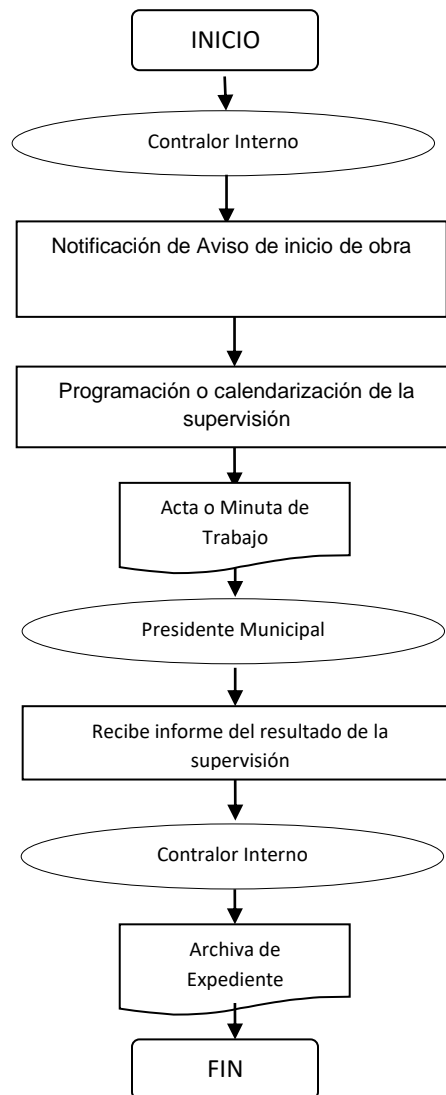 INICIO
Contralor Interno
Notificación de Aviso de inicio de obra
Programación o calendarización de la
supervisión
Acta o Minuta de
Trabajo
Presidente Municipal
Recibe informe del resultado de la
supervisión
Contralor Interno
Archiva de
Expediente
FIN